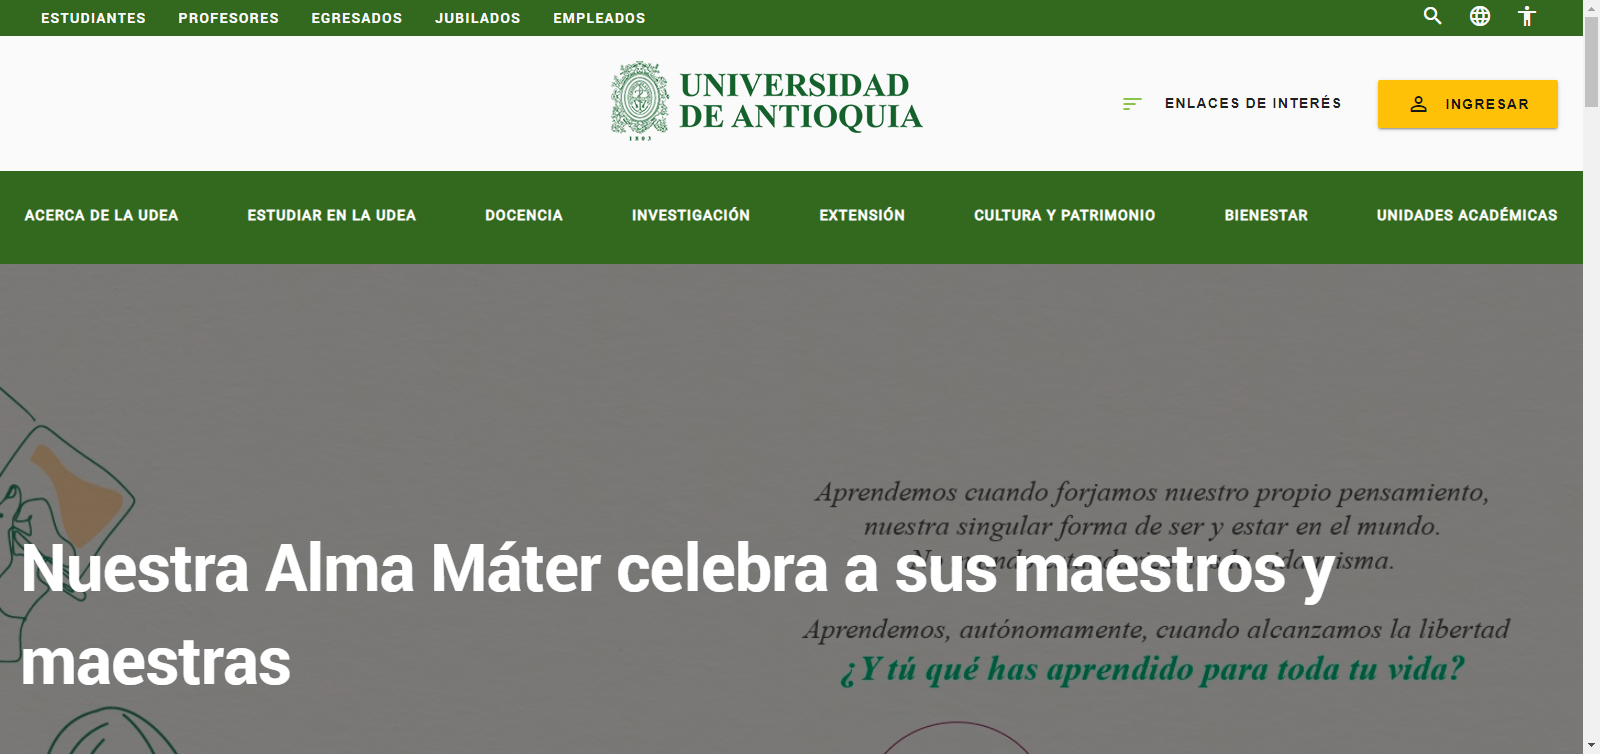 ESTUDIANTES PROFESORES EGRESADOS JUBILADOS EMPLEADOS
UNIVERSIDAD
DE ANTIOQUIA
1803
ENLACES DE INTERÉS
INGRESAR
ACERCA DE LA UDEA ESTUDIAR EN LA UDEA DOCENCIA INVESTIGACIÓN EXTENSIÓN CULTURA Y PATRIMONIO BIENESTAR UNIDADES ACADÉMICAS
Aprendemos cuando forjamos nuestro propio pensamiento,
nuestra singular forma de ser y estar en el mundo.
Nuestra Alma Máter celebra a sus maestros y
maestras
Aprendemos, autónomamente, cuando alcanzamos la libertad
¿Y tú qué has aprendido para toda tu vida?